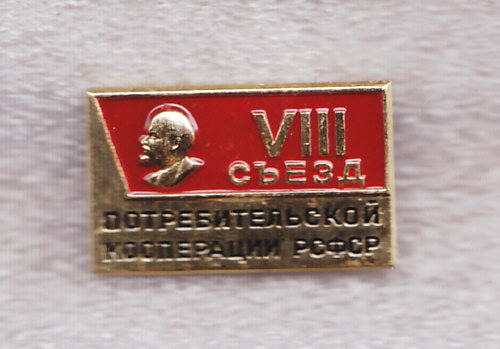 VIII
СЪЕЗД
ПОТРЕБИТЕЛЬСКОЙ
КООПЕРАЦИИ РСФСР